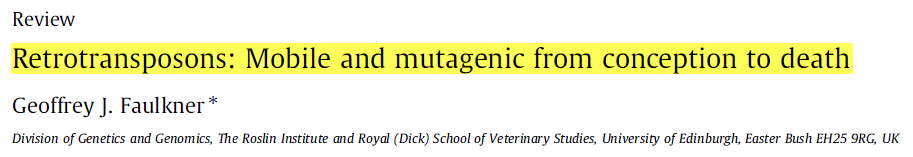 Review
Retrotransposons: Mobile and mutagenic from conception to death
Geoffrey J. Faulkner*
Division of Genetics and Genomics, The Roslin Institute and Royal (Dick) School of Veterinary Studies, University of Edinburgh, Easter Bush EH25 9RG, UK